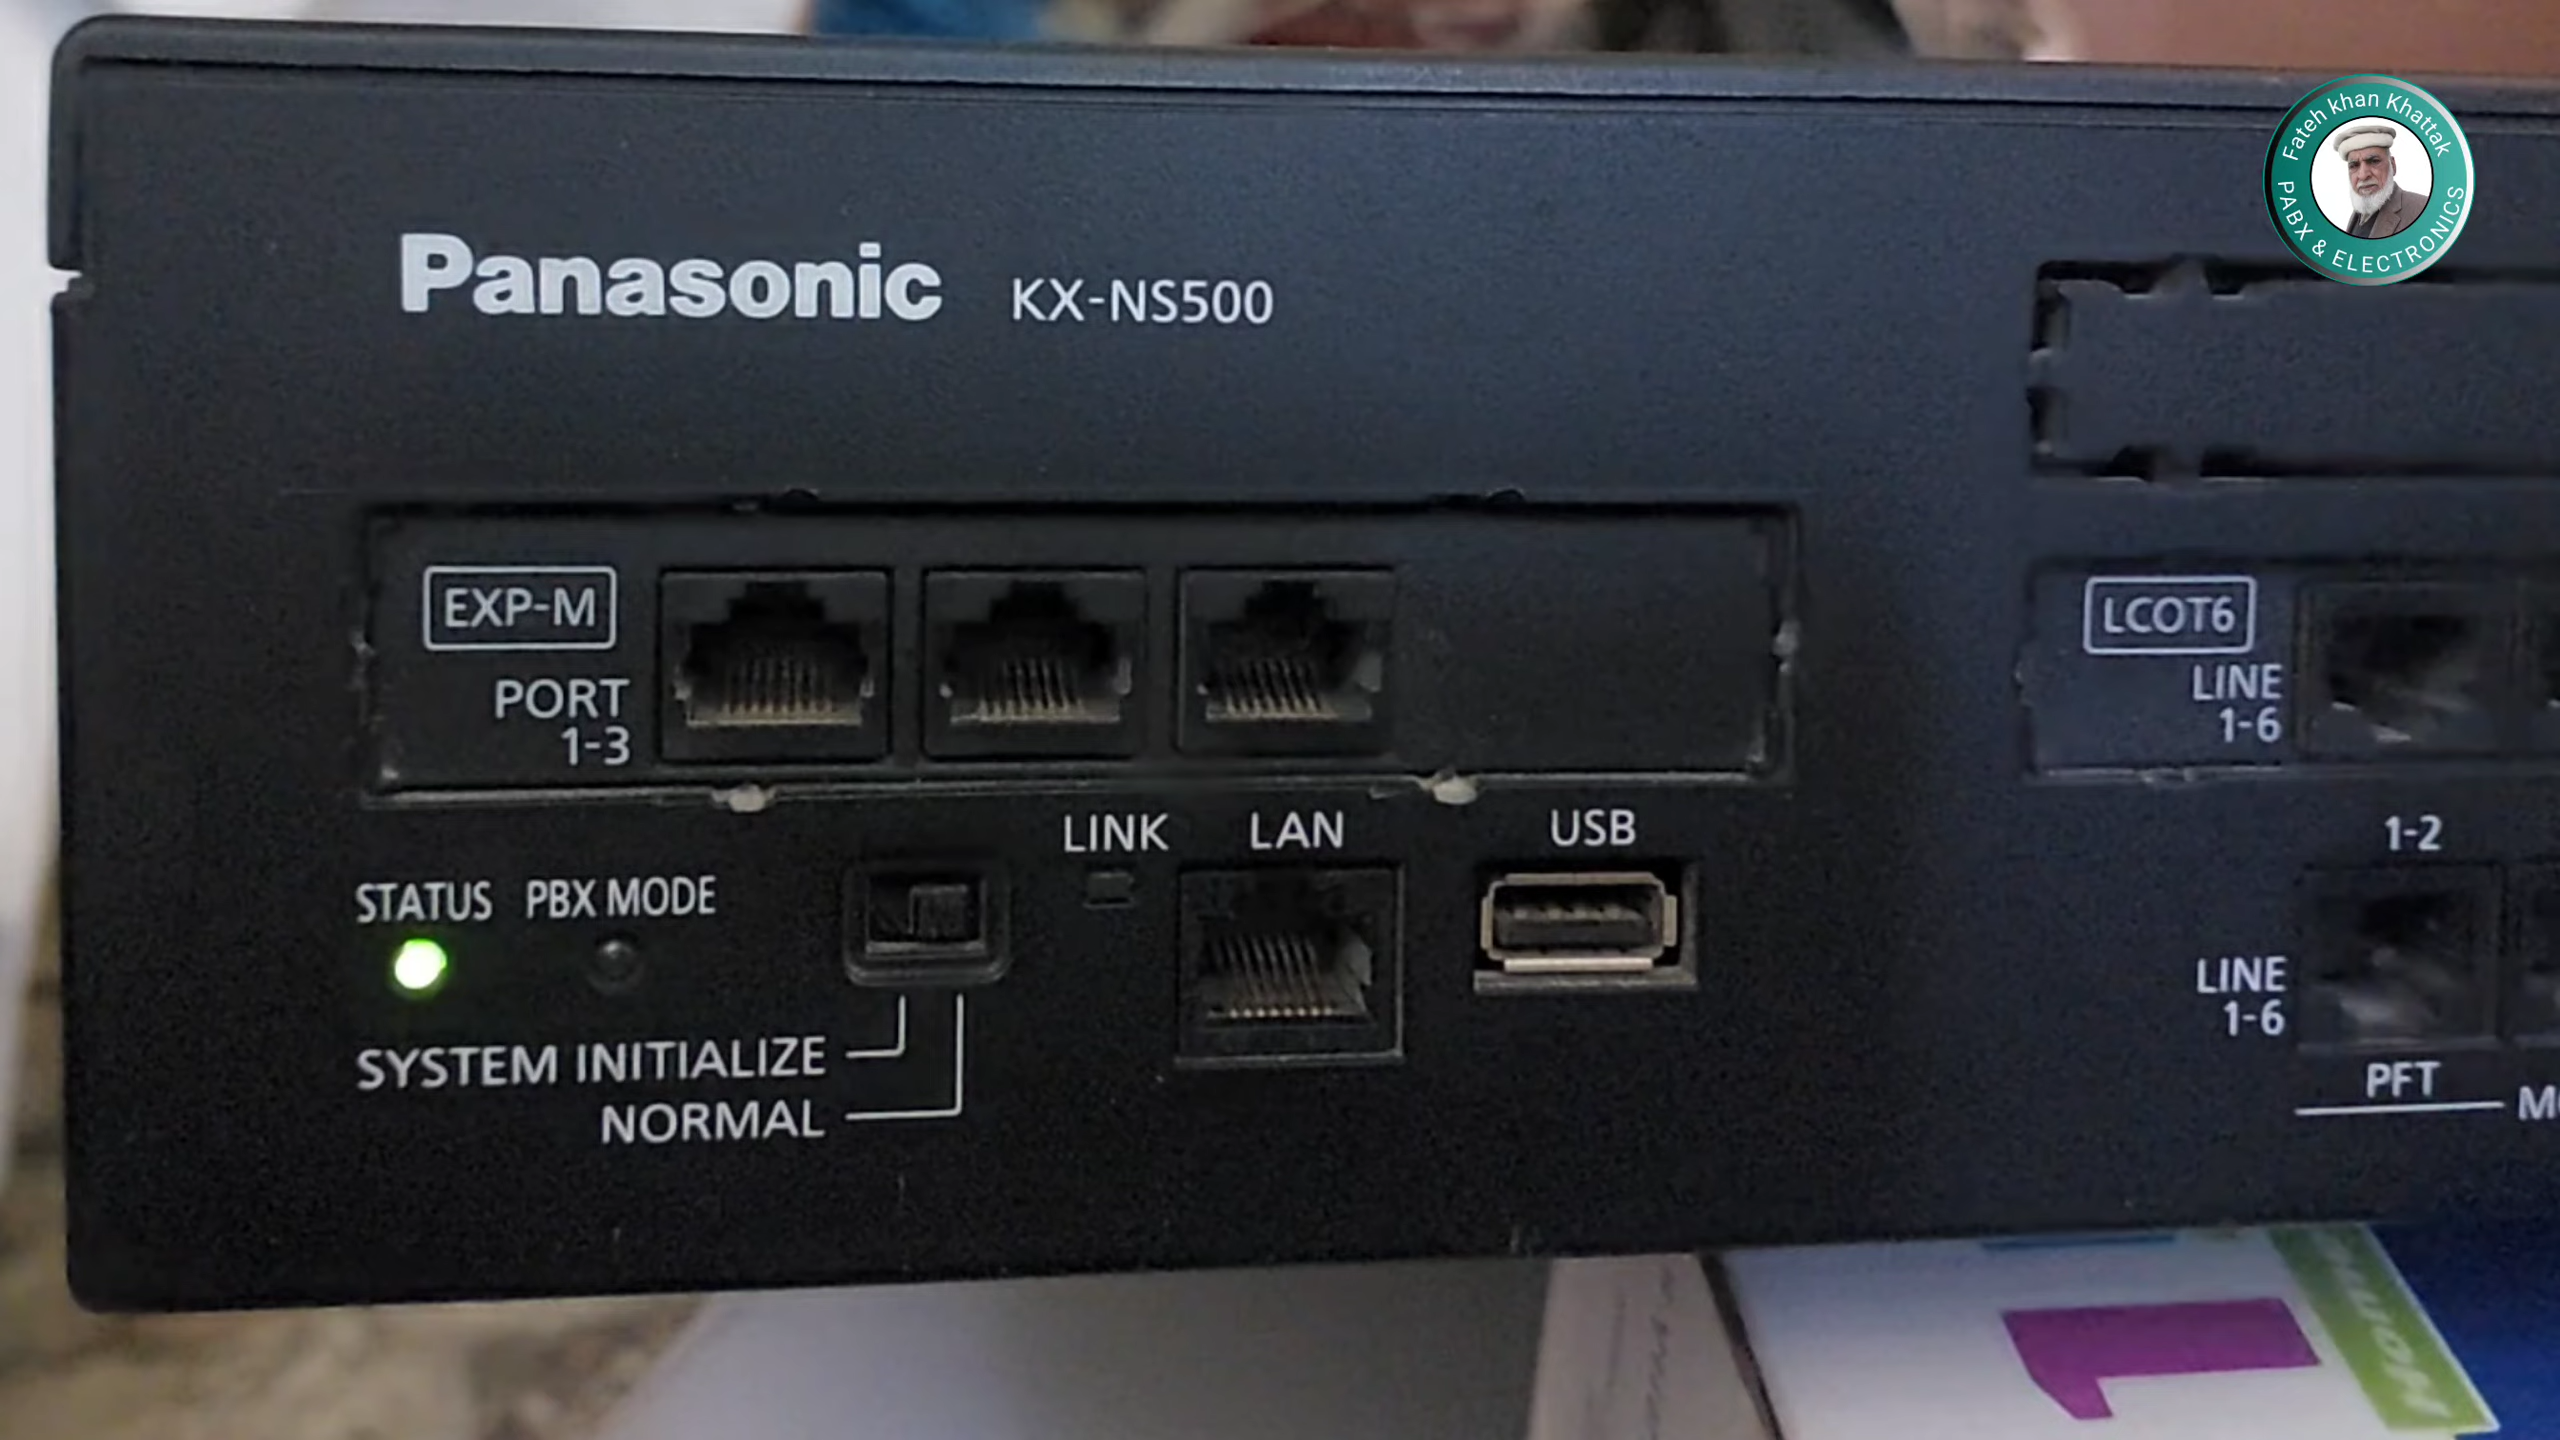 Fateh khan Khattak
PABX & ELECTRONICS
Panasonic KX-NS500
EXP-M
PORT
1-3
LCOT6
LINE
1-6
LINK LAN USB
1-2
STATUS PBX MODE
LINE
1-6
SYSTEM INITIALIZE
NORMAL
PFT
1